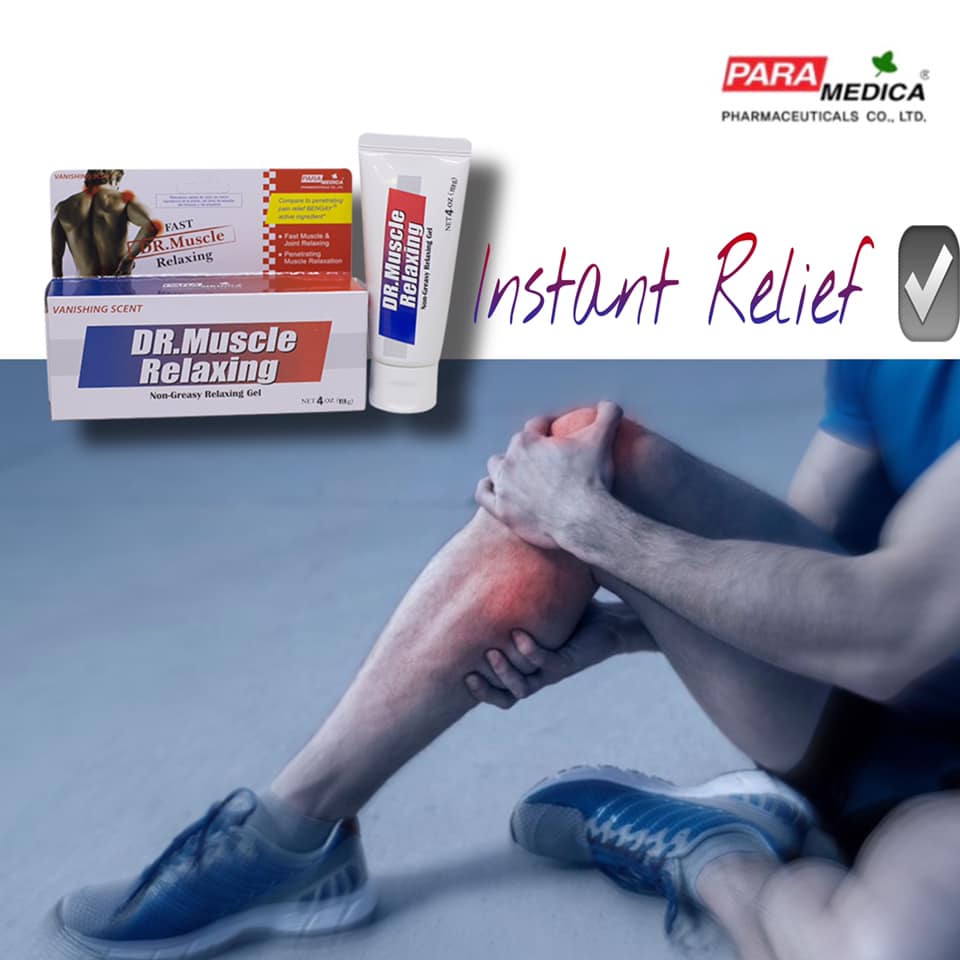 PARA
MEDICA®
PHARMACEUTICALS CO., LTD.
VANISHING
PARA
MEDICA
FAST
DR.Muscle
Relaxing
Compare to penetrating
pain relief BENGAY®
active ingredient*
• Fast Muscle &
Joint Relaxing
• Penetrating
Muscle Relaxation
VANISHING SCENT
DR.Muscle
Relaxing
Non-Greasy Relaxing Gel
NET 4 OZ
DR.Muscle
Relaxing
Non-Greasy Relaxing Gel
NET 4 OZ
Instant Relief